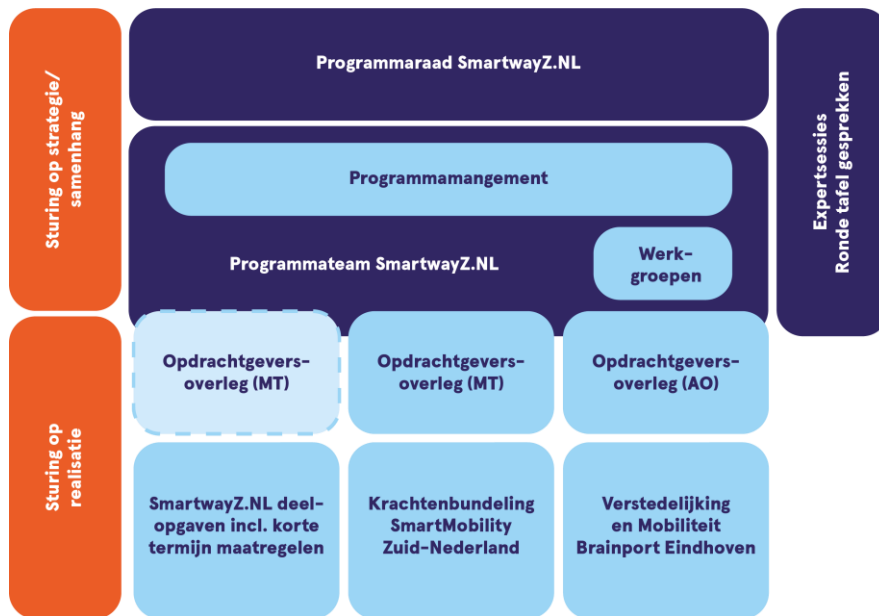 Sturing op strategie/
samenhang
Programmaraad SmartwayZ.NL
Programmamangement
Programmateam SmartwayZ.NL
Werk-
groepen
Expertsessies
Ronde tafel gesprekken
Sturing op
realisatie
Opdrachtgevers-
overleg (MT)
Opdrachtgevers-
overleg (MT)
Opdrachtgevers-
overleg (AO)
SmartwayZ.NL deel-
opgaven incl. korte
termijn maatregelen
Krachtenbundeling
SmartMobility
Zuid-Nederland
Verstedelijking
en Mobiliteit
Brainport Eindhoven